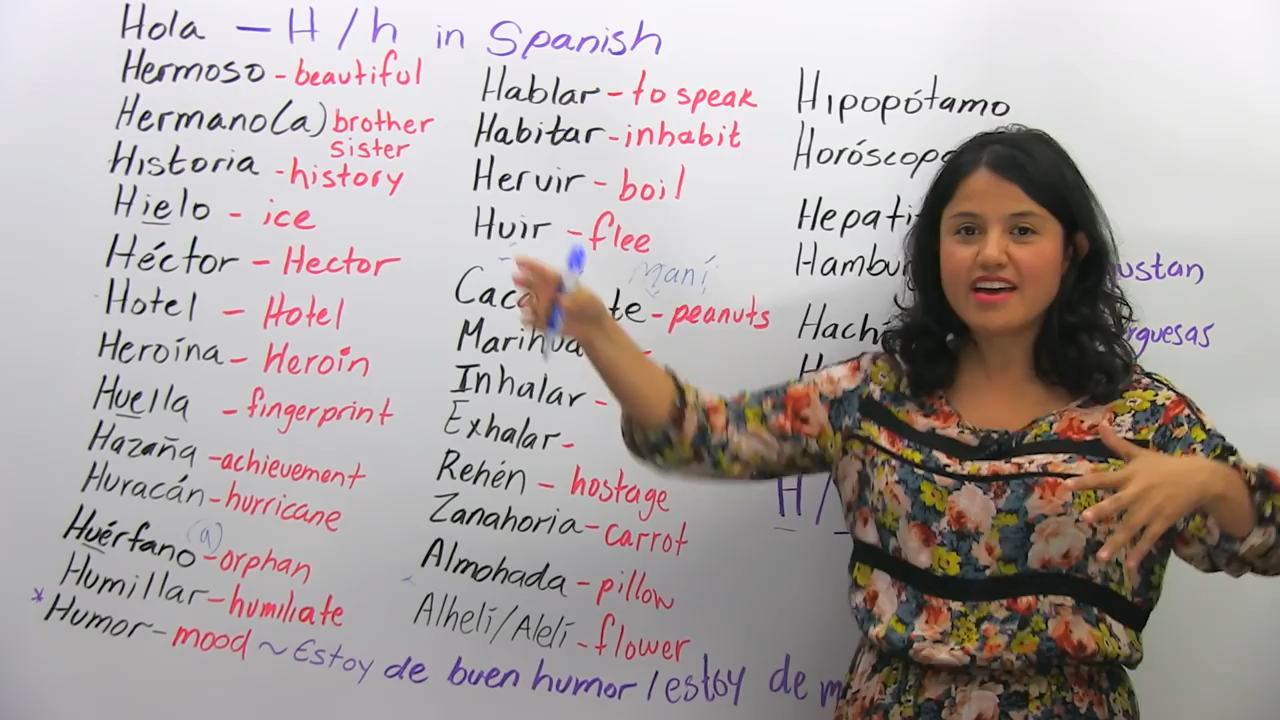 Hola - H / h in Spanish
Hermoso - beautiful
Hermano(a) brother
sister
Historia - history
Hielo - ice
Héctor - Hector
Hotel - Hotel
Heroína - Heroin
Huella - fingerprint
Hazaña - achievement
Huracán - hurricane
Huérfano (a) - orphan
Humillar - humiliate
* Humor - mood ~ Estoy de buen humor / estoy de
Hablar - to speak
Habitar - inhabit
Hervir - boil
Huir - flee
maní
- peanuts
Inhalar -
Exhalar -
Rehén - hostage
Zanahoria - carrot
Almohada - pillow
Alhelí/Alelí - flower
Hipopótamo
H /